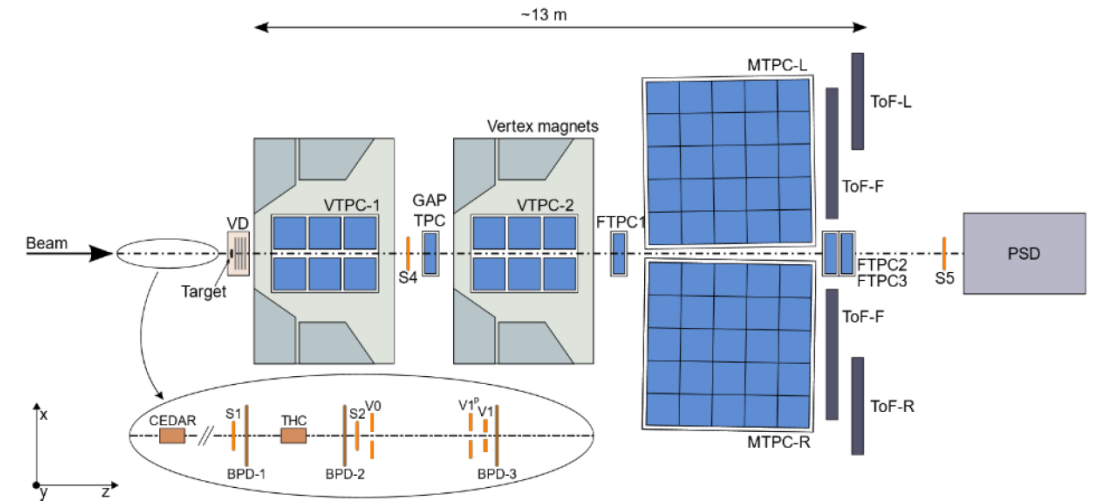 ~13 m
MTPC-L
ToF-L
Vertex magnets
ToF-F
VTPC-1
GAP
TPC
VTPC-2
FTPC1
VD
Beam
PSD
Target
S4
FTPC2
FTPC3
S5
ToF-F
x
CEDAR
S1
THC
S2
V0
V1ᵖ
V1
ToF-R
MTPC-R
BPD-1
BPD-2
BPD-3
y
z